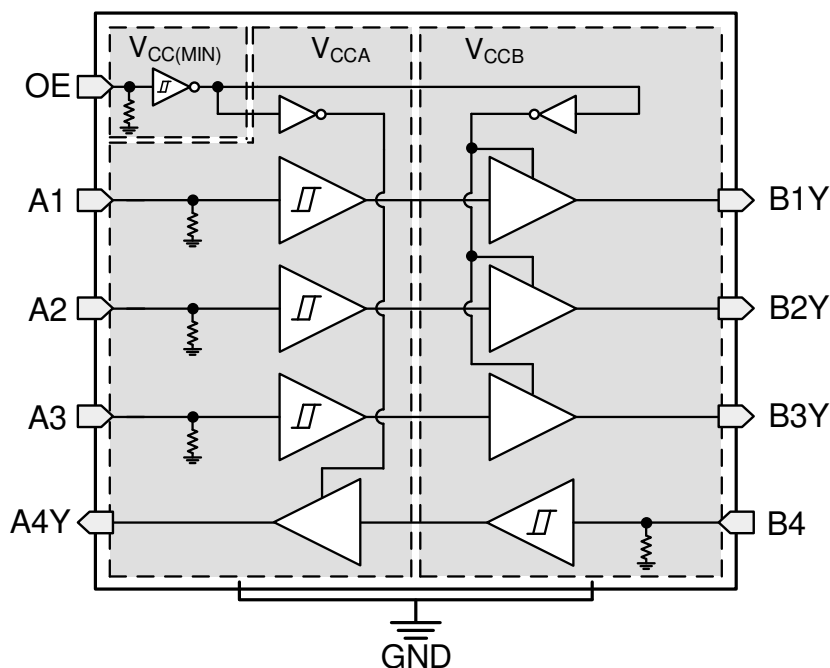 VCC(MIN) VCCA VCCB
OE
A1 B1Y
A2 B2Y
A3 B3Y
A4Y B4
GND